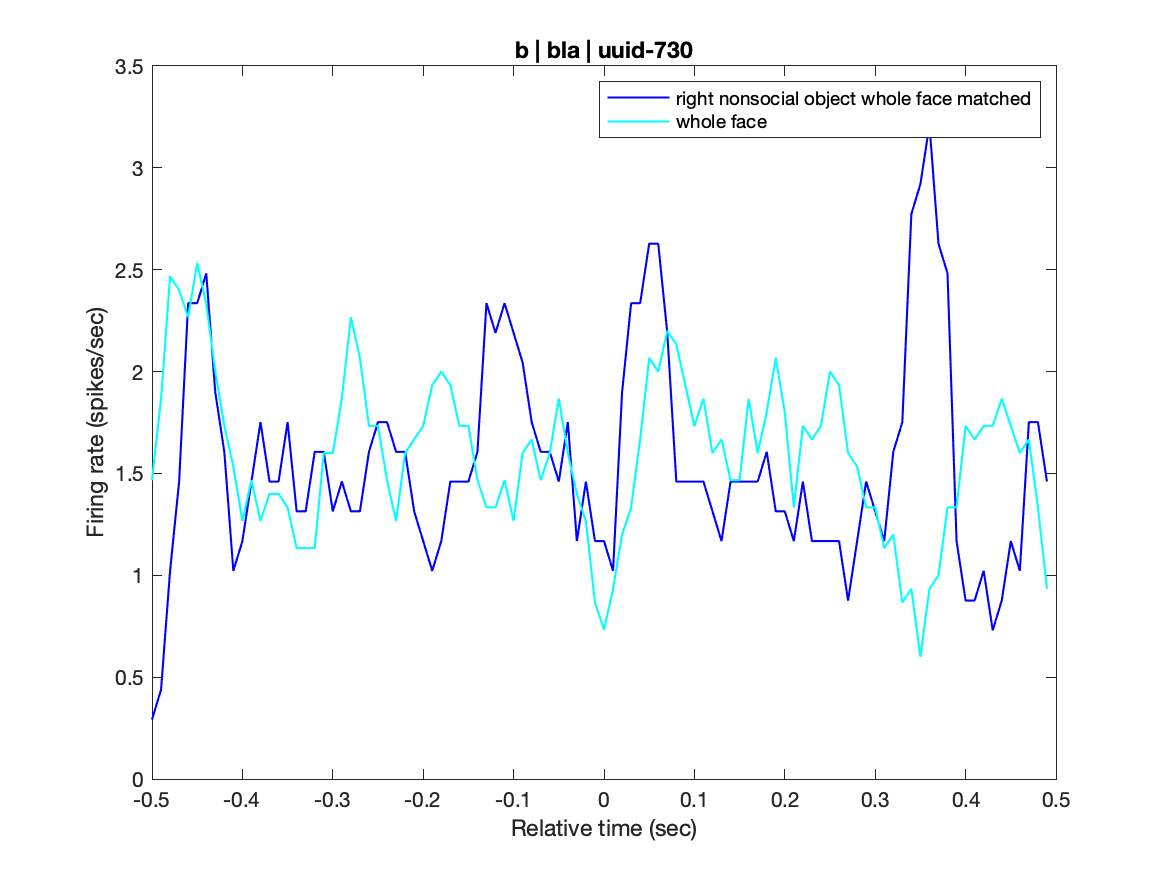 b | bla | uuid-730
right nonsocial object whole face matched
whole face
3.5
3
2.5
2
1.5
1
0.5
0
Firing rate (spikes/sec)
-0.5 -0.4 -0.3 -0.2 -0.1 0 0.1 0.2 0.3 0.4 0.5
Relative time (sec)